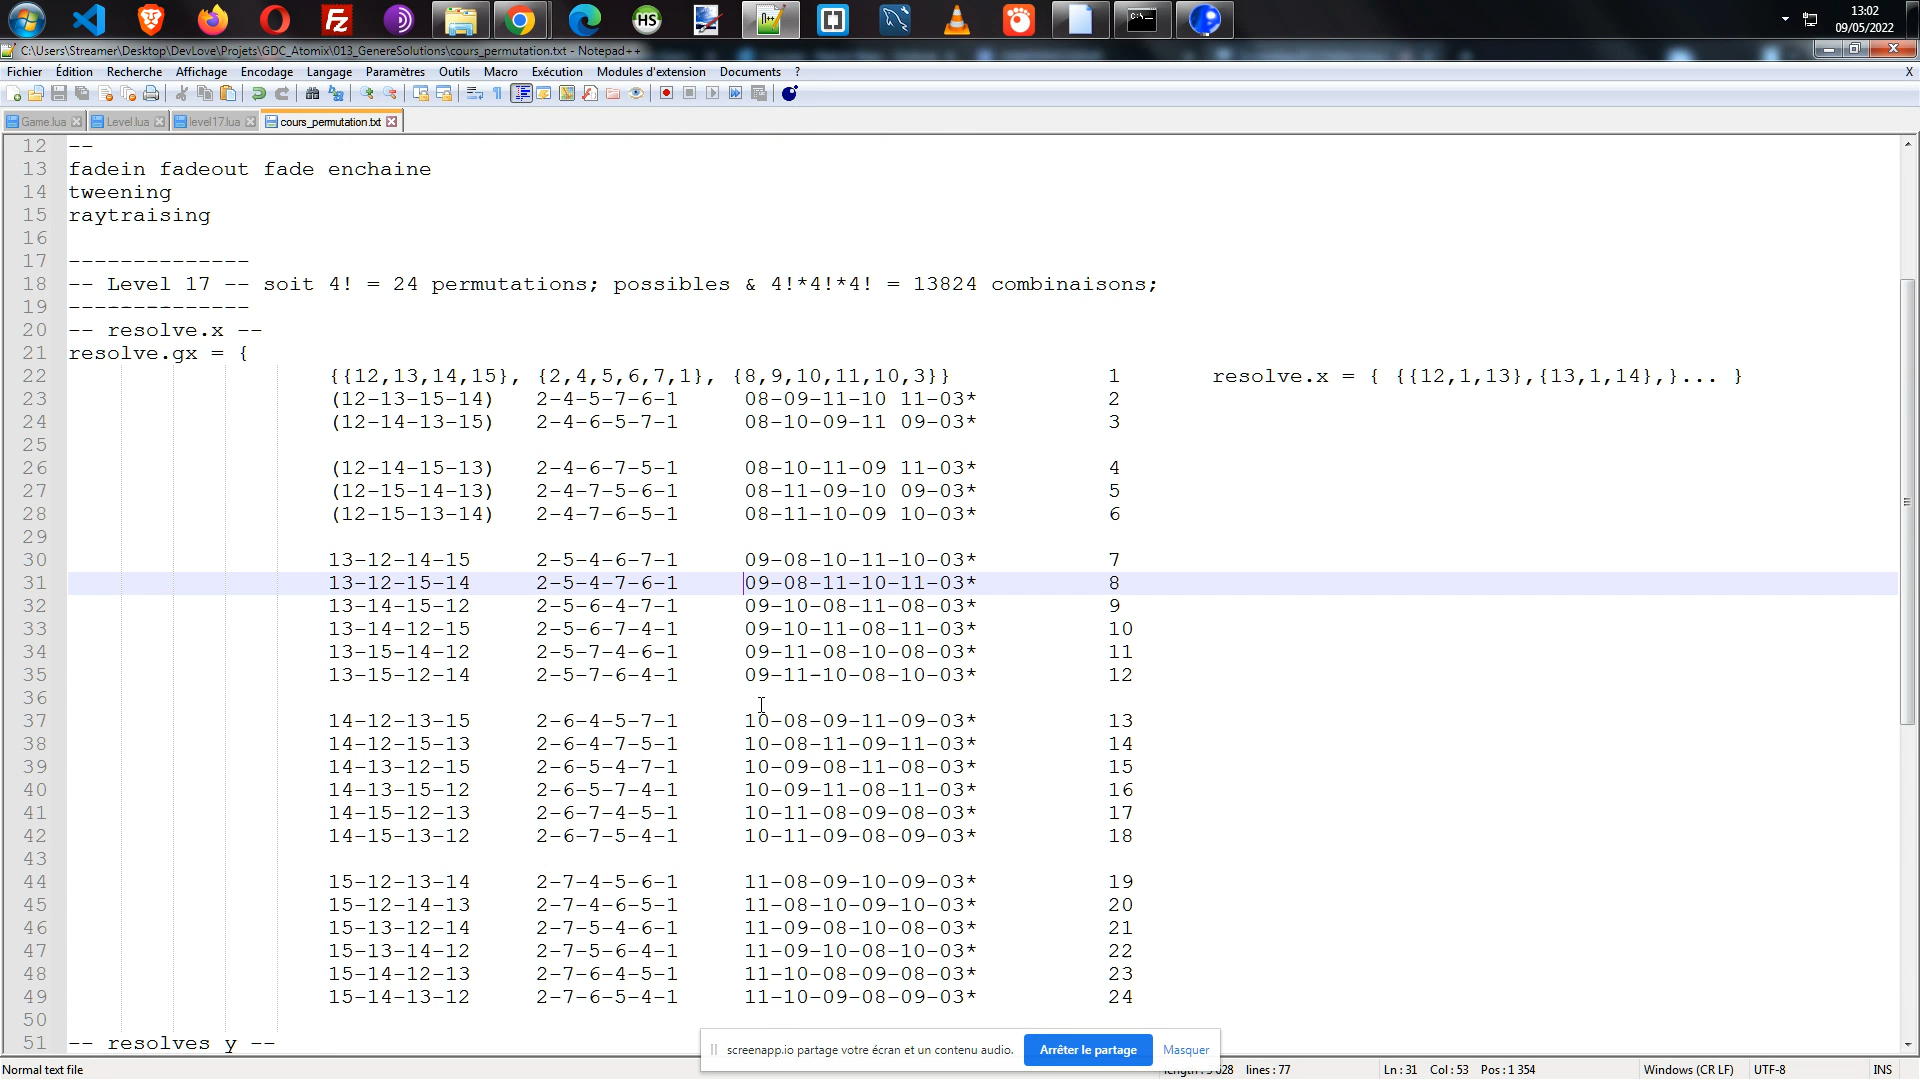 13:02
09/05/2022
C:\Users\Streamer\Desktop\DevLove\Projets\GDC_Atomix\013_GenereSolutions\cours_permutation.txt - Notepad++
Fichier Édition Recherche Affichage Encodage Langage Paramètres Outils Macro Exécution Modules d'extension Documents ? X
Game.lua Level.lua level17.lua cours_permutation.txt
12 --
13 fadein fadeout fade enchaine
14 tweening
15 raytraising
16
17 --------------
18 -- Level 17 -- soit 4! = 24 permutations; possibles & 4!*4!*4! = 13824 combinaisons;
19 --------------
20 -- resolve.x --
21 resolve.gx = {
22 {{12,13,14,15}, {2,4,5,6,7,1}, {8,9,10,11,10,3}} 1 resolve.x = { {{12,1,13},{13,1,14},}... }
23 (12-13-15-14) 2-4-5-7-6-1 08-09-11-10 11-03* 2
24 (12-14-13-15) 2-4-6-5-7-1 08-10-09-11 09-03* 3
25
26 (12-14-15-13) 2-4-6-7-5-1 08-10-11-09 11-03* 4
27 (12-15-14-13) 2-4-7-5-6-1 08-11-09-10 09-03* 5
28 (12-15-13-14) 2-4-7-6-5-1 08-11-10-09 10-03* 6
29
30 13-12-14-15 2-5-4-6-7-1 09-08-10-11-10-03* 7
31 13-12-15-14 2-5-4-7-6-1 09-08-11-10-11-03* 8
32 13-14-15-12 2-5-6-4-7-1 09-10-08-11-08-03* 9
33 13-14-12-15 2-5-6-7-4-1 09-10-11-08-11-03* 10
34 13-15-14-12 2-5-7-4-6-1 09-11-08-10-08-03* 11
35 13-15-12-14 2-5-7-6-4-1 09-11-10-08-10-03* 12
36
37 14-12-13-15 2-6-4-5-7-1 10-08-09-11-09-03* 13
38 14-12-15-13 2-6-4-7-5-1 10-08-11-09-11-03* 14
39 14-13-12-15 2-6-5-4-7-1 10-09-08-11-08-03* 15
40 14-13-15-12 2-6-5-7-4-1 10-09-11-08-11-03* 16
41 14-15-12-13 2-6-7-4-5-1 10-11-08-09-08-03* 17
42 14-15-13-12 2-6-7-5-4-1 10-11-09-08-09-03* 18
43
44 15-12-13-14 2-7-4-5-6-1 11-08-09-10-09-03* 19
45 15-12-14-13 2-7-4-6-5-1 11-08-10-09-10-03* 20
46 15-13-12-14 2-7-5-4-6-1 11-09-08-10-08-03* 21
47 15-13-14-12 2-7-5-6-4-1 11-09-10-08-10-03* 22
48 15-14-12-13 2-7-6-4-5-1 11-10-08-09-08-03* 23
49 15-14-13-12 2-7-6-5-4-1 11-10-09-08-09-03* 24
50
51 -- resolves y --
screenapp.io partage votre écran et un contenu audio. Arrêter le partage Masquer
Normal text file lines : 77 Ln : 31 Col : 53 Pos : 1 354 Windows (CR LF) UTF-8 INS